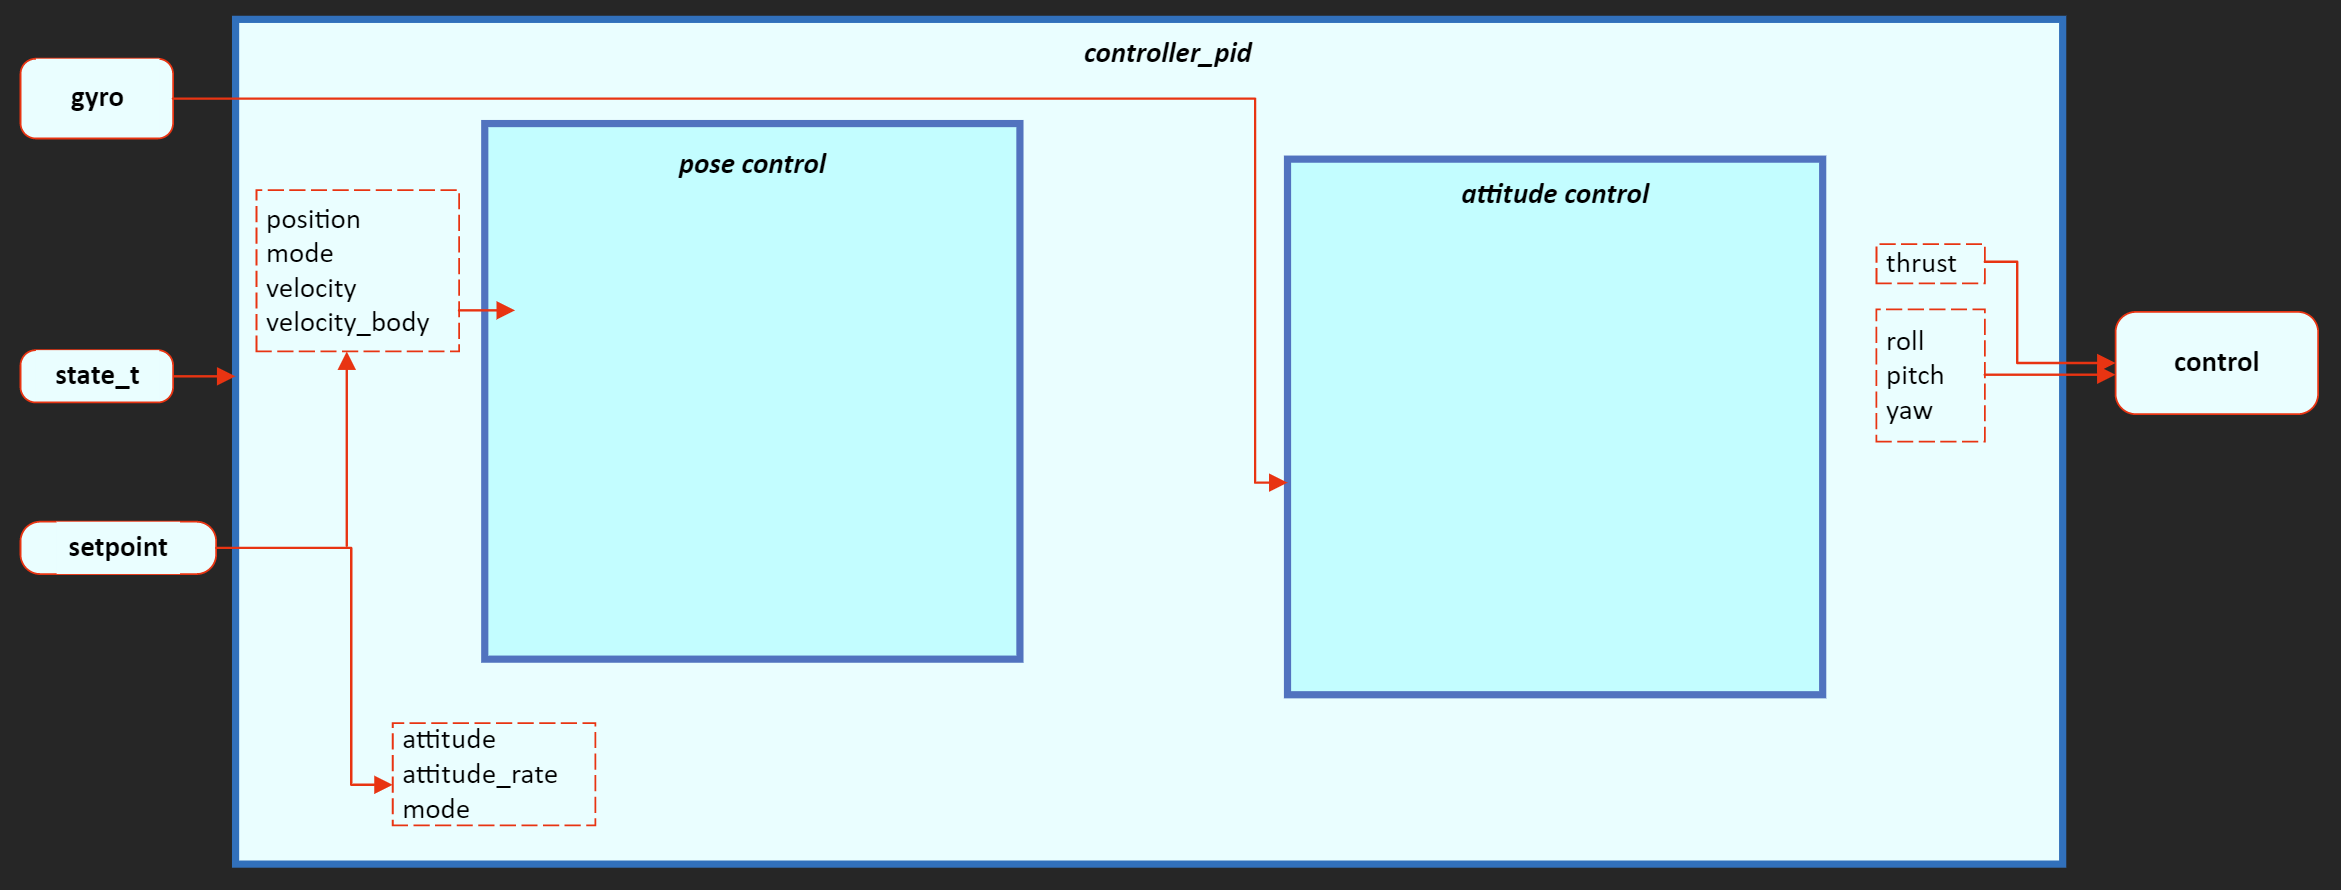 controller_pid
gyro
pose control
attitude control
position
mode
velocity
velocity_body
thrust
roll
pitch
yaw
control
state_t
setpoint
attitude
attitude_rate
mode